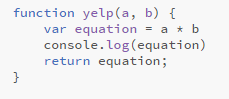 function yelp(a, b) {
    var equation = a * b
    console.log(equation)
    return equation;
}